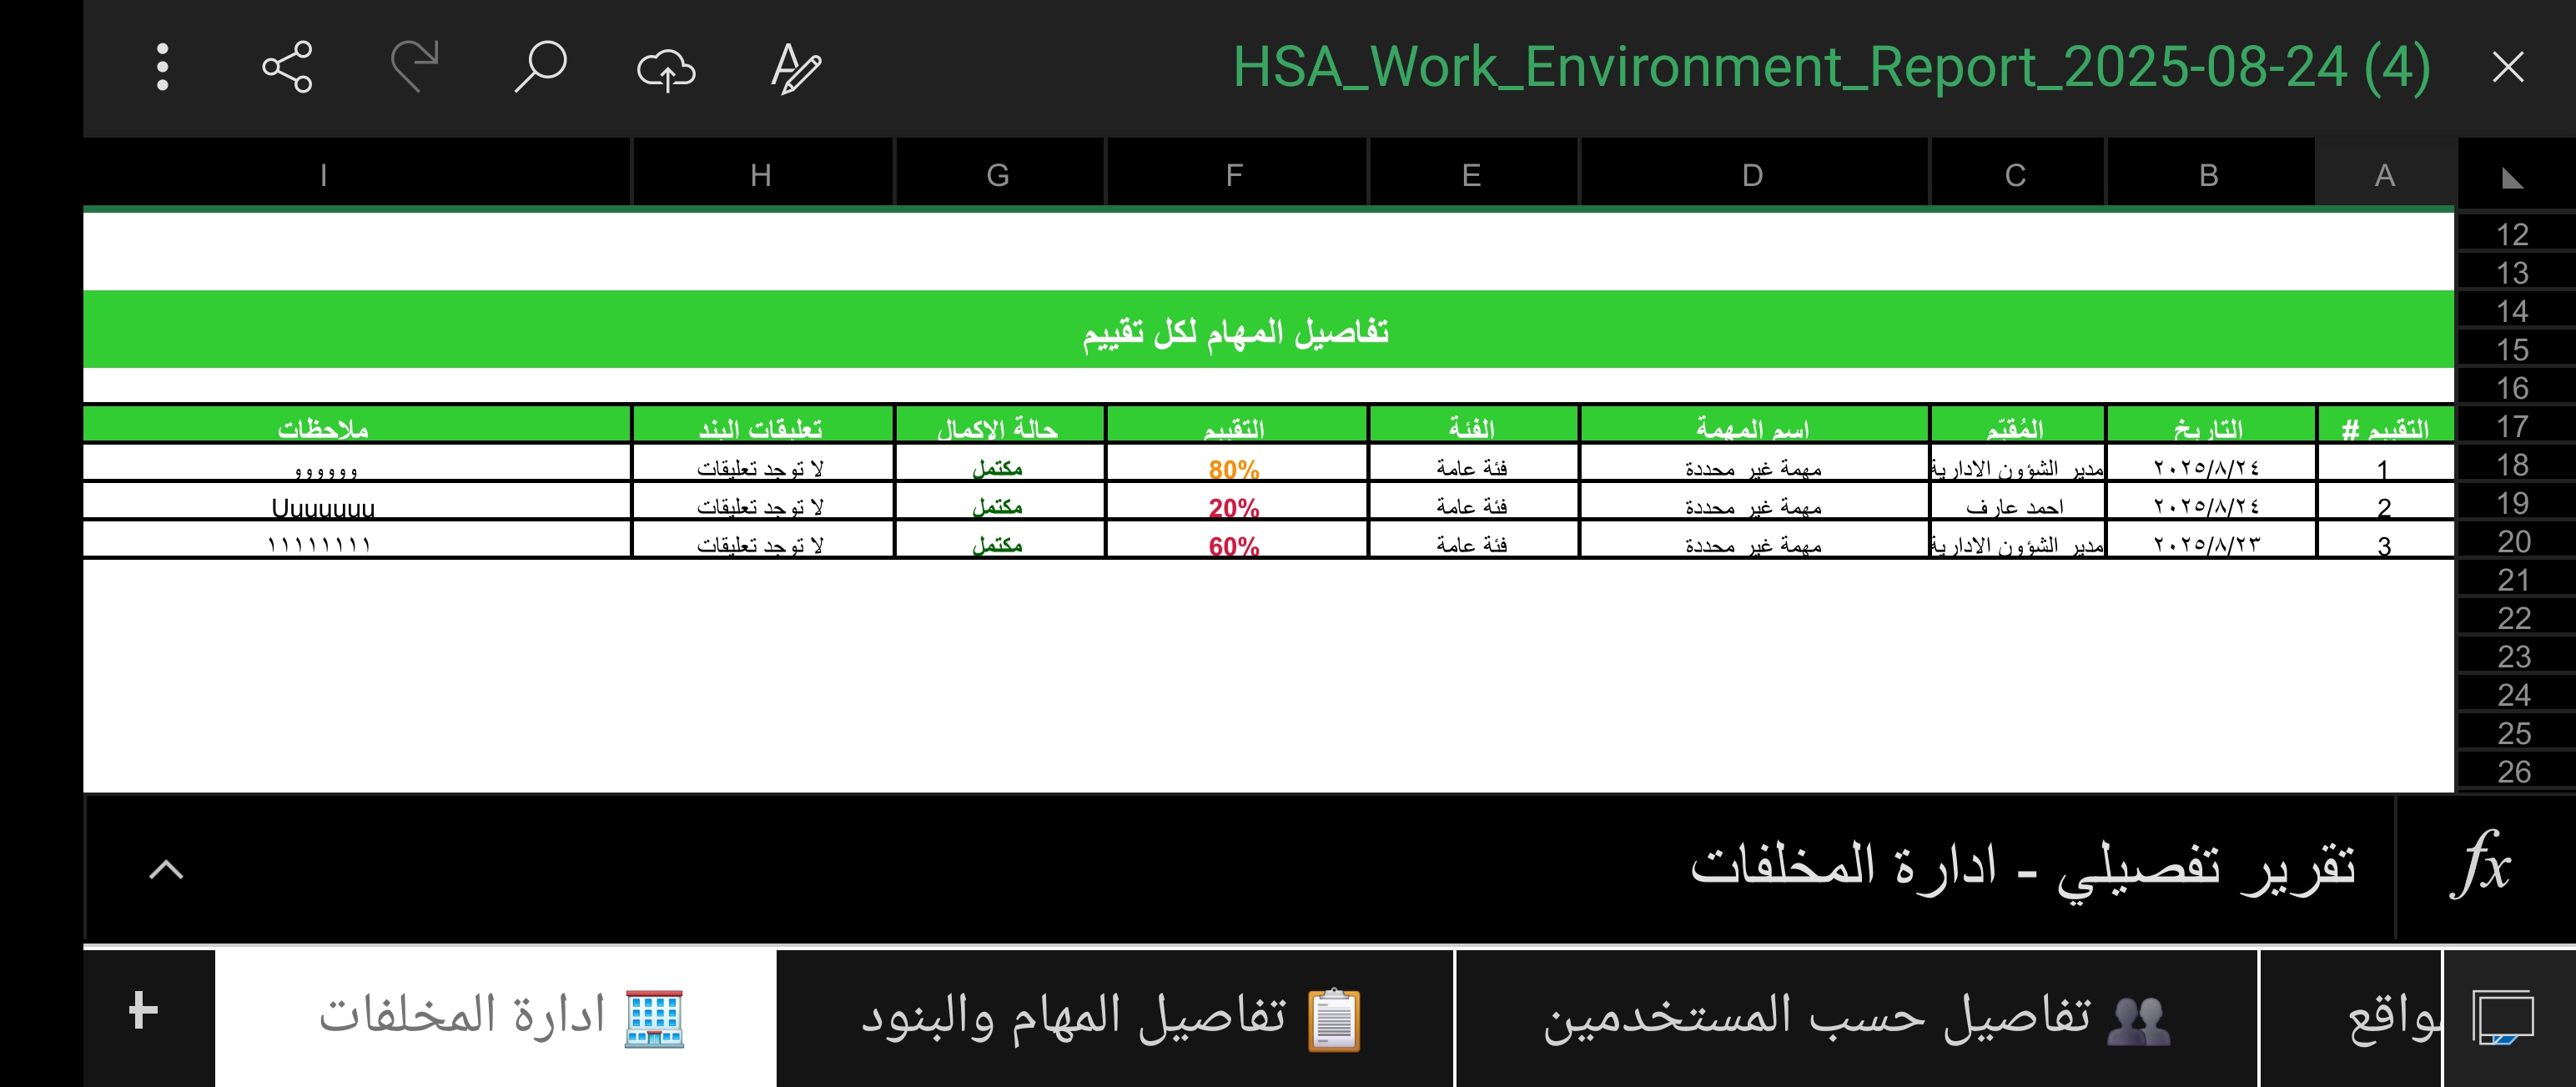 HSA_Work_Environment_Report_2025-08-24 (4)
A B C D E F G H I
12
13
14
تفاصيل المهام لكل تقييم
15
16
17 التقييم # التاريخ المُقيّم اسم المهمة الفئة التقييم حالة الإكمال تعليقات البند ملاحظات
18 1 ٢٠٢٥/٨/٢٤ مدير الشؤون الادارية مهمة غير محددة فئة عامة 80% مكتمل لا توجد تعليقات وووووو
19 2 ٢٠٢٥/٨/٢٤ احمد عارف مهمة غير محددة فئة عامة 20% مكتمل لا توجد تعليقات Uuuuuuu
20 3 ٢٠٢٥/٨/٢٣ مدير الشؤون الادارية مهمة غير محددة فئة عامة 60% مكتمل لا توجد تعليقات ١١١١١١١١
21
22
23
24
25
26
fx تقرير تفصيلي - ادارة المخلفات
واقع تفاصيل حسب المستخدمين تفاصيل المهام والبنود ادارة المخلفات +